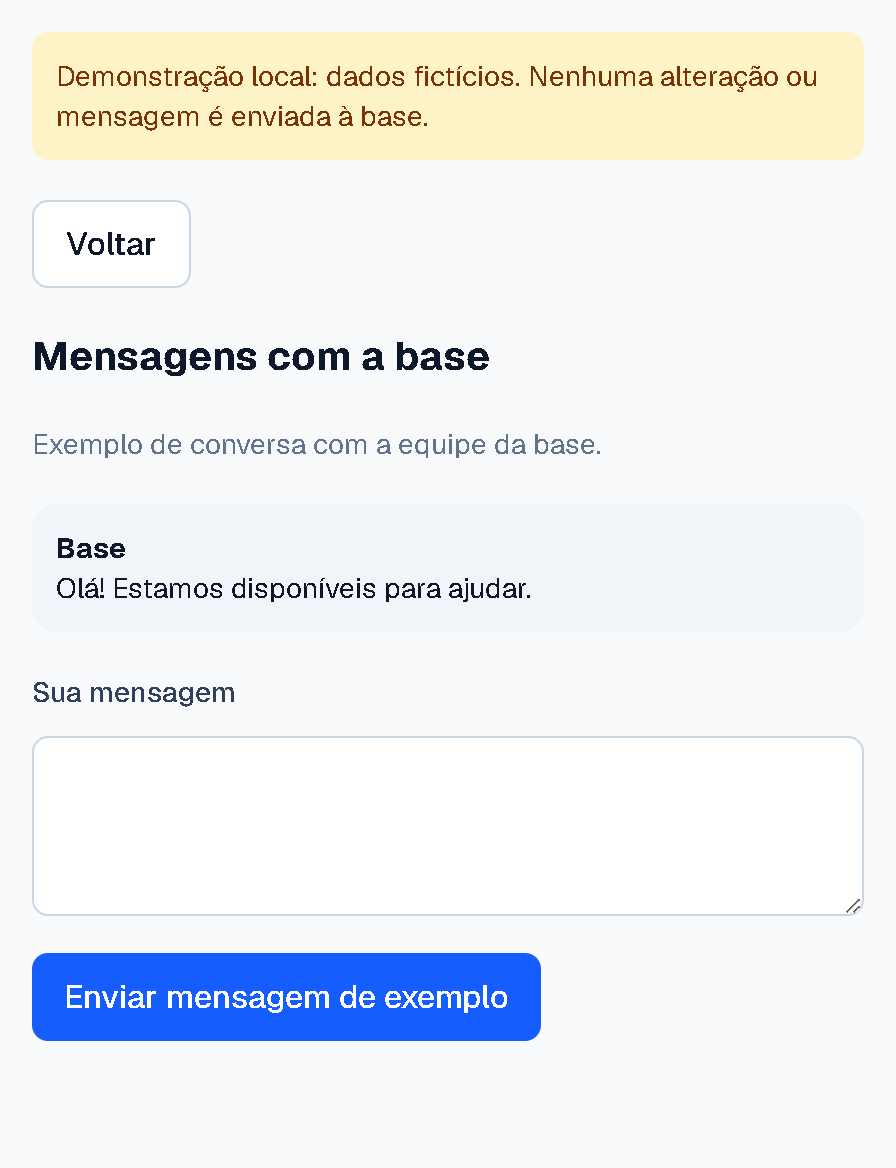 Demonstração local: dados fictícios. Nenhuma alteração ou
mensagem é enviada à base.
Voltar
Mensagens com a base
Exemplo de conversa com a equipe da base.
Base
Olá! Estamos disponíveis para ajudar.
Sua mensagem
Enviar mensagem de exemplo